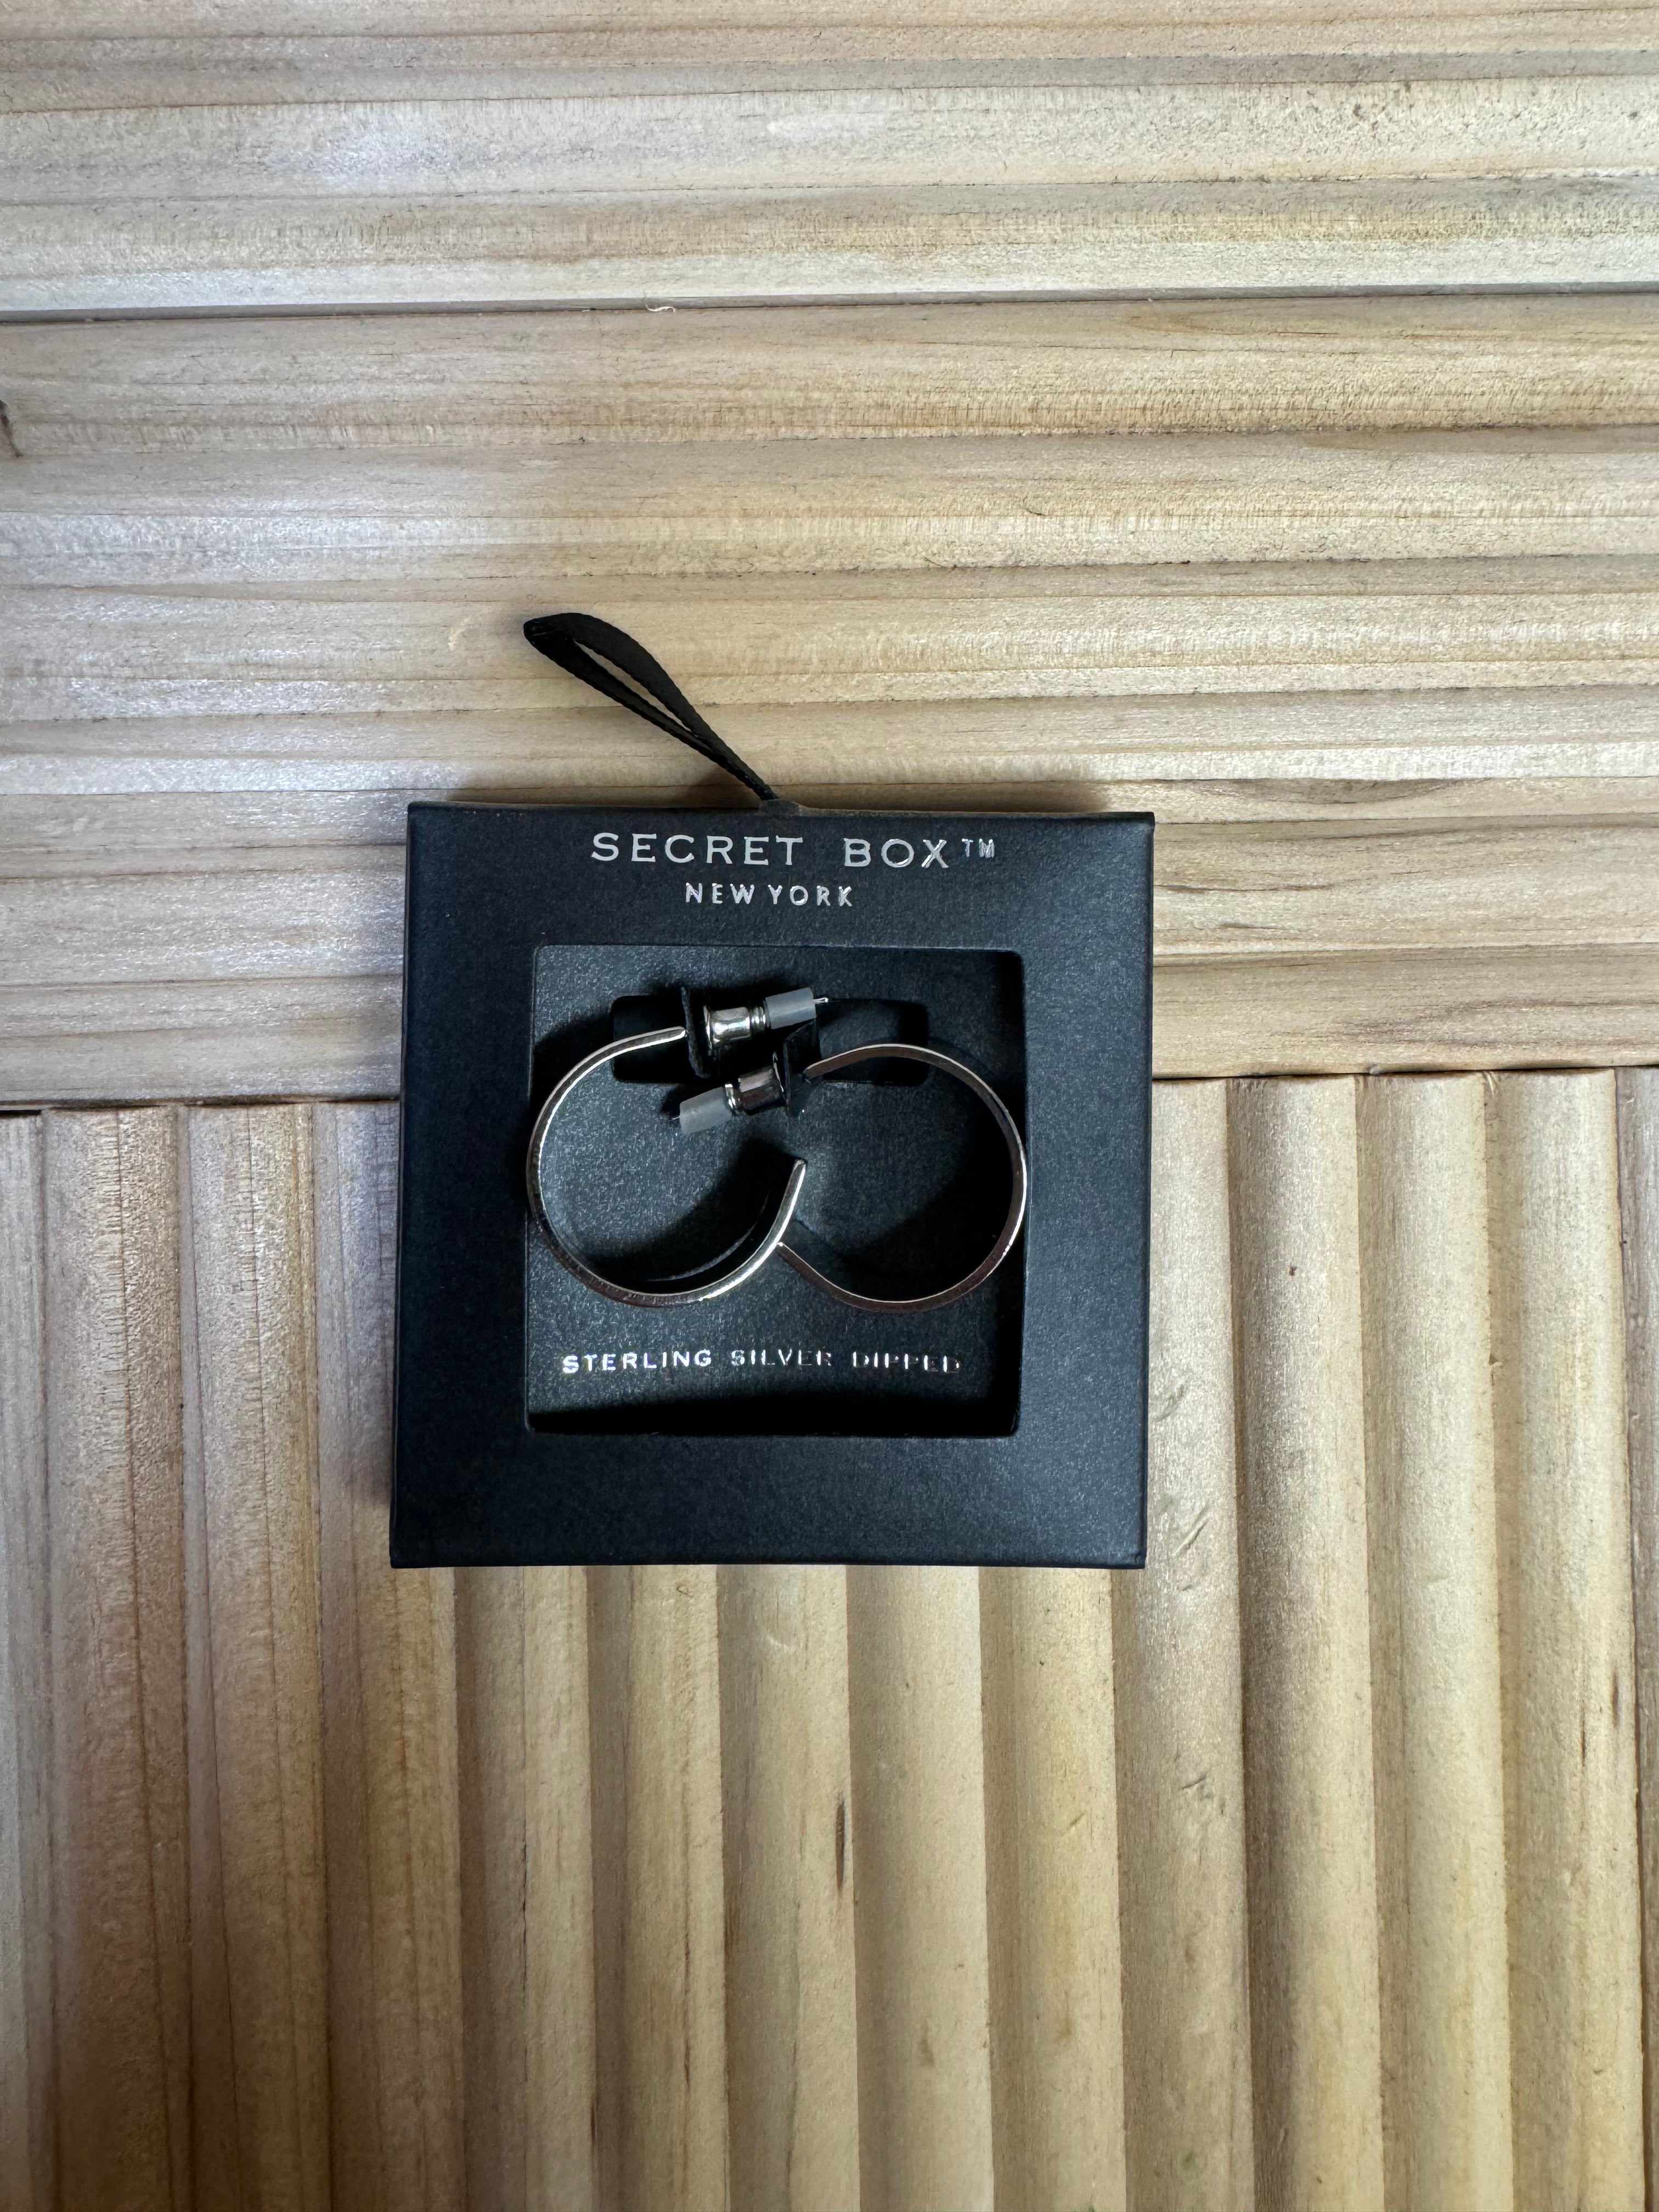 SECRET BOX™
NEW YORK
STERLING SILVER DIPPED